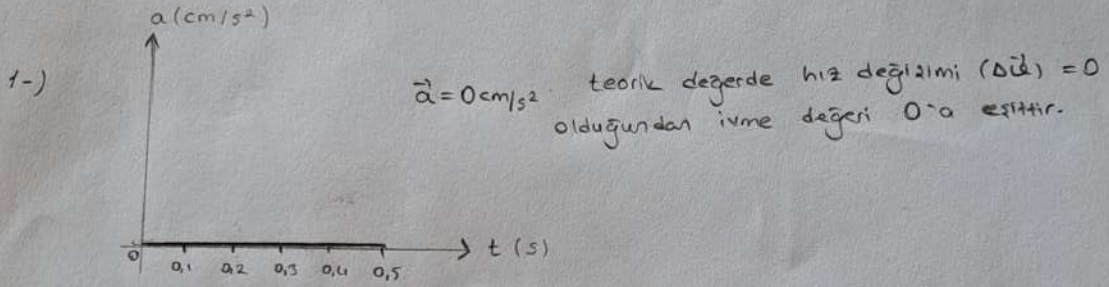 a (cm/s²)
1-)
→a = 0 cm/s² teorik değerde hız değişimi (Δ→v) = 0
olduğundan ivme değeri 0'a eşittir.
t (s)
0 0,1 0,2 0,3 0,4 0,5